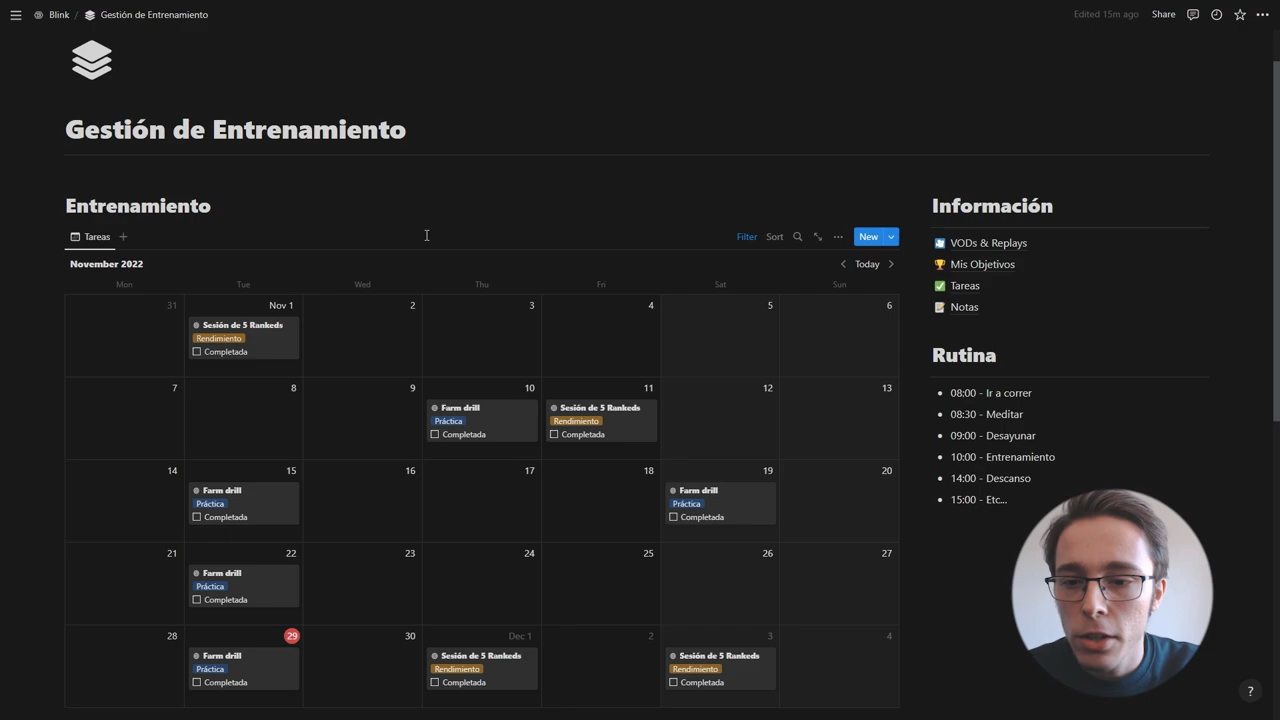 Blink / Gestión de Entrenamiento
Edited 15m ago Share
Gestión de Entrenamiento
Entrenamiento
Tareas
Filter Sort New
November 2022
Today
Mon Tue Wed Thu Fri Sat Sun
31 Nov 1 2 3 4 5 6
Sesión de 5 Rankeds
Rendimiento
Completada
7 8 9 10 11 12 13
Farm drill Sesión de 5 Rankeds
Práctica Rendimiento
Completada Completada
14 15 16 17 18 19 20
Farm drill Farm drill
Práctica Práctica
Completada Completada
21 22 23 24 25 26 27
Farm drill
Práctica
Completada
28 29 30 Dec 1 2 3 4
Farm drill Sesión de 5 Rankeds Sesión de 5 Rankeds
Práctica Rendimiento Rendimiento
Completada Completada Completada
Información
VODs & Replays
Mis Objetivos
Tareas
Notas
Rutina
08:00 - Ir a correr
08:30 - Meditar
09:00 - Desayunar
10:00 - Entrenamiento
14:00 - Descanso
15:00 - Etc...
?